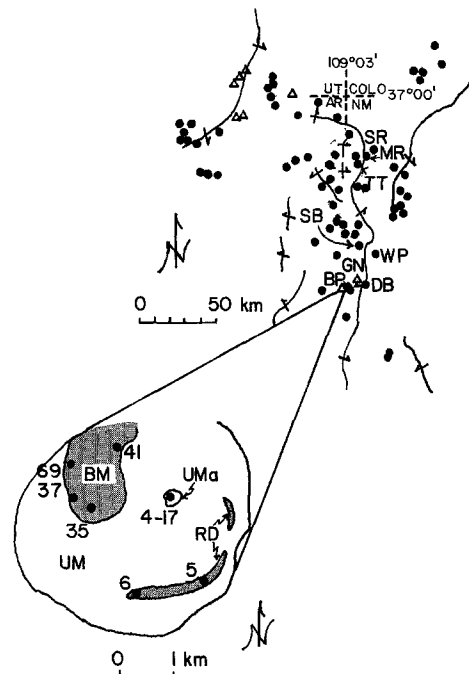 109°03'
UT COLO 37°00'
AR NM
SR
MR
TT
SB
WP
GN
BP DB
0 50 km
41
69 BM
37
UMa
4-17
35
RD
UM
6 5
0 1 km